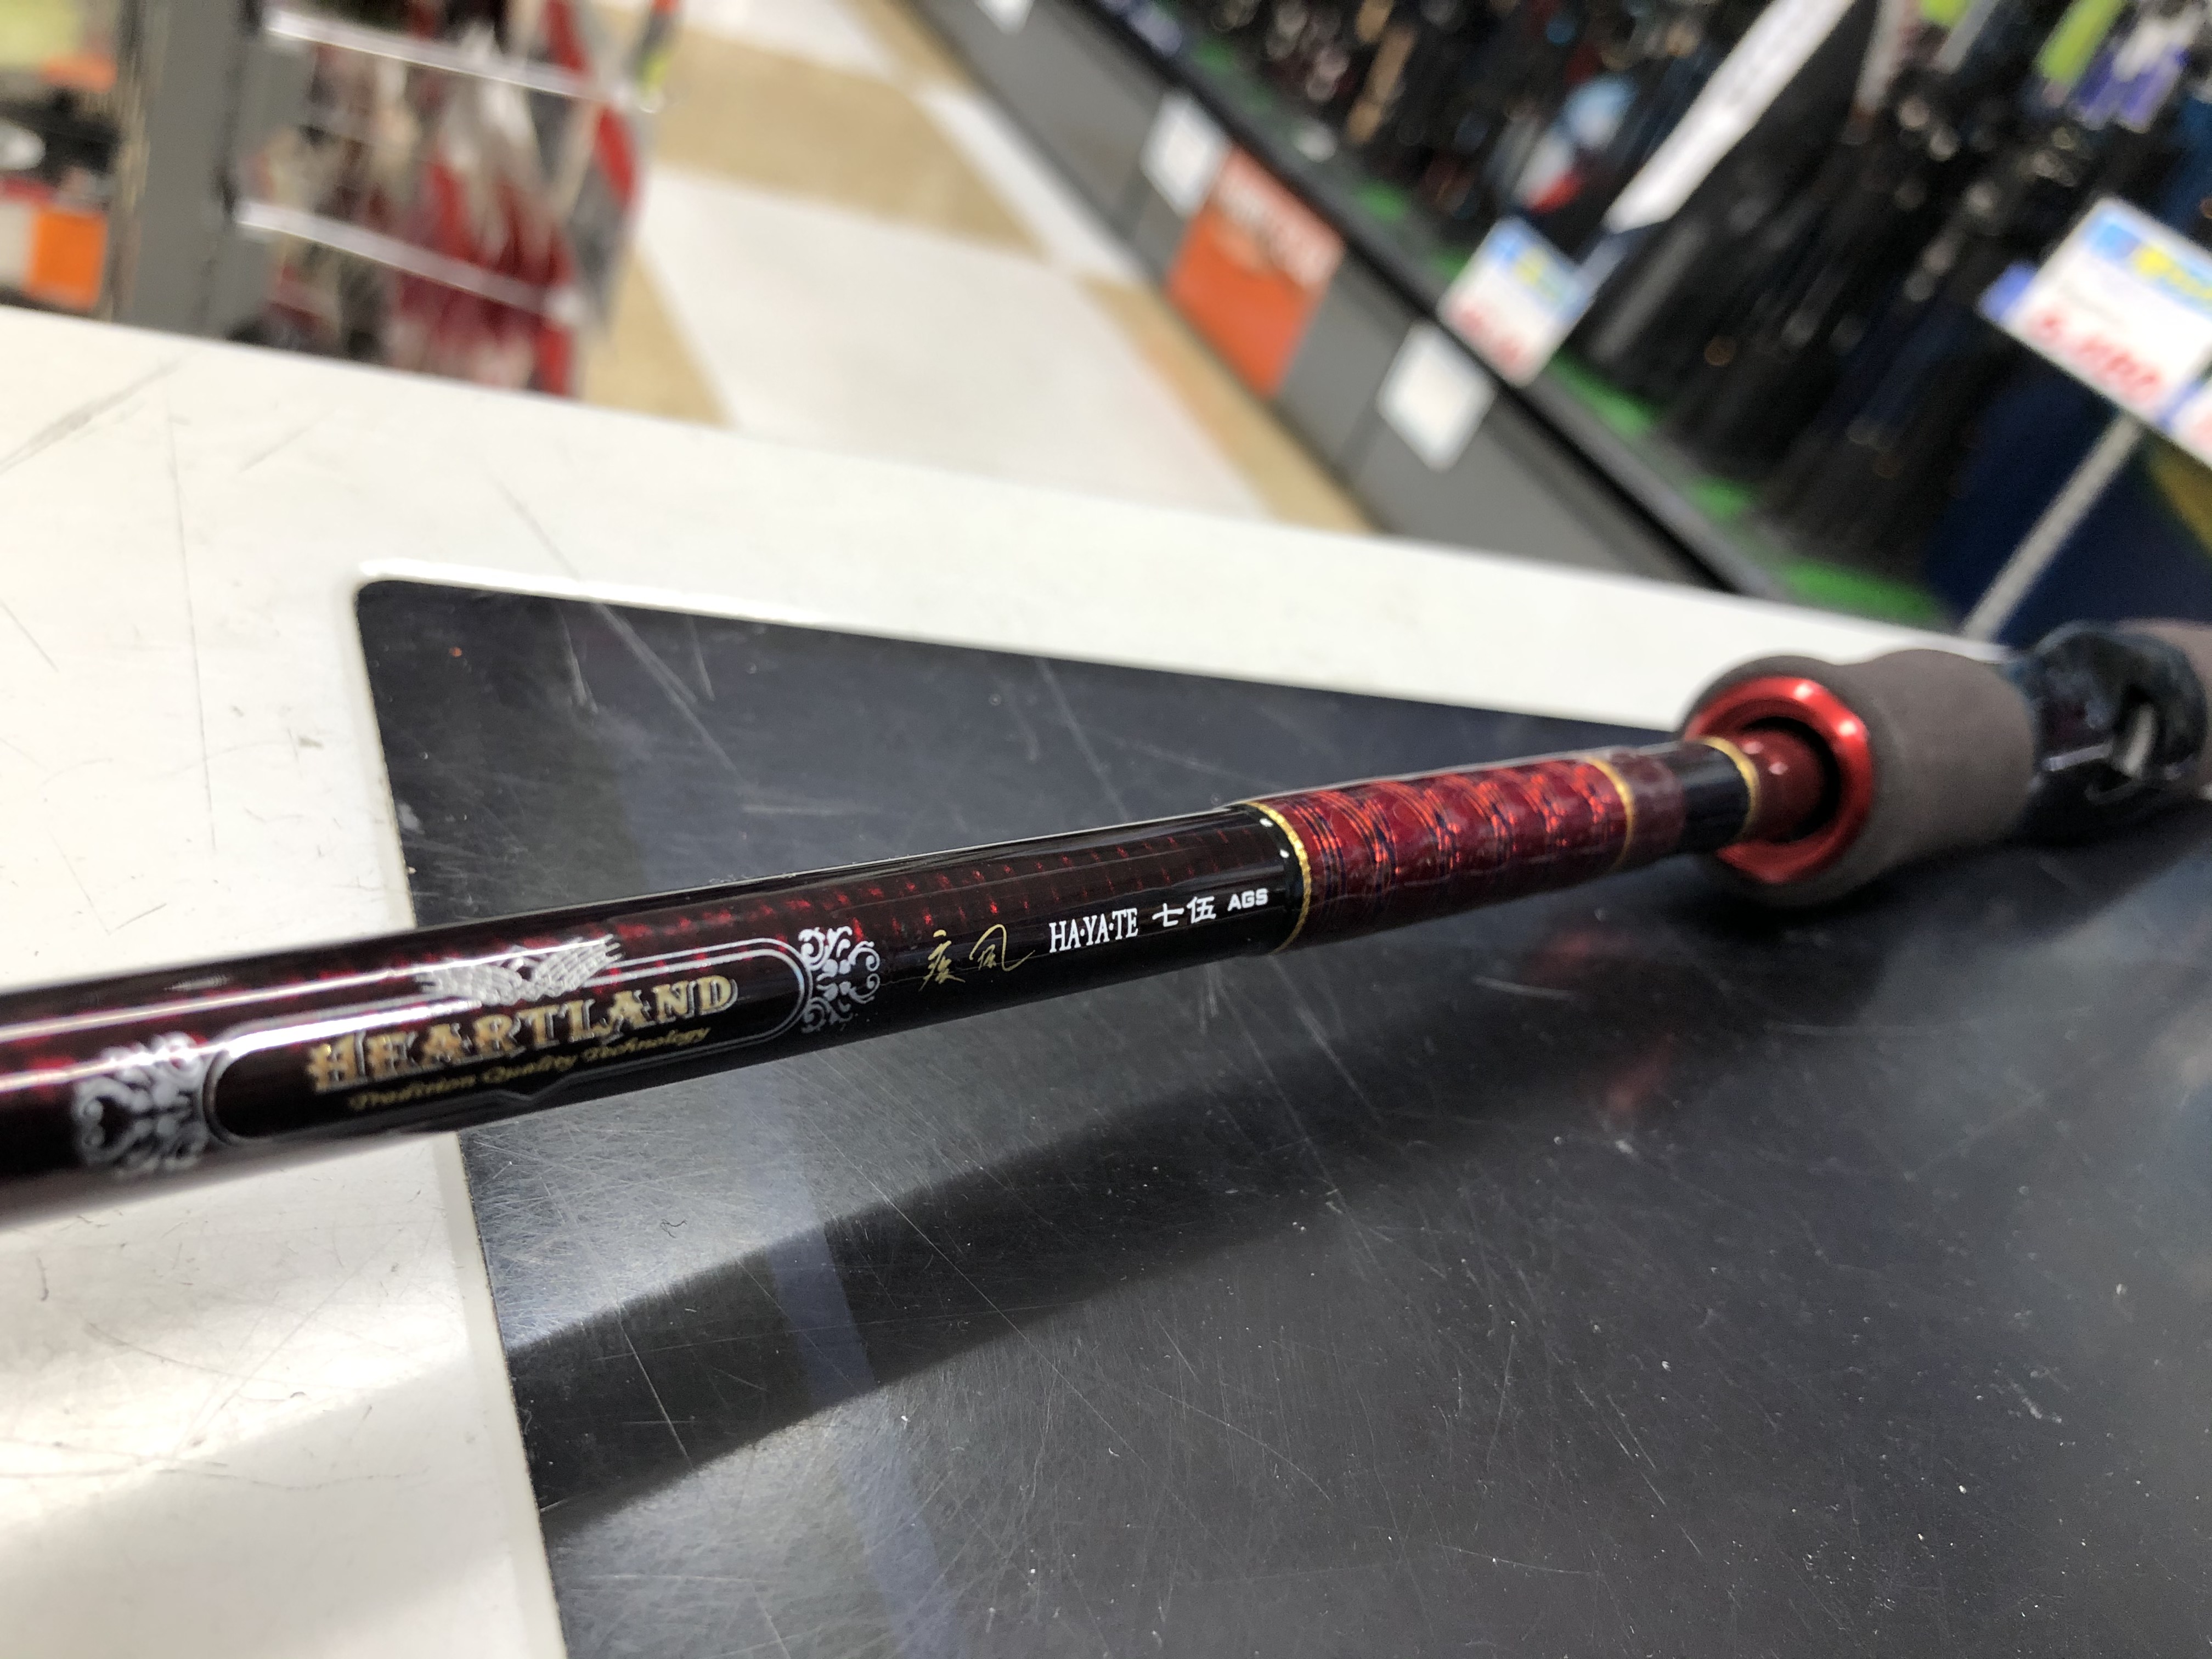 HEARTLAND
Tradition Quality Technology
疾風 HA·YA·TE 七伍 AGS